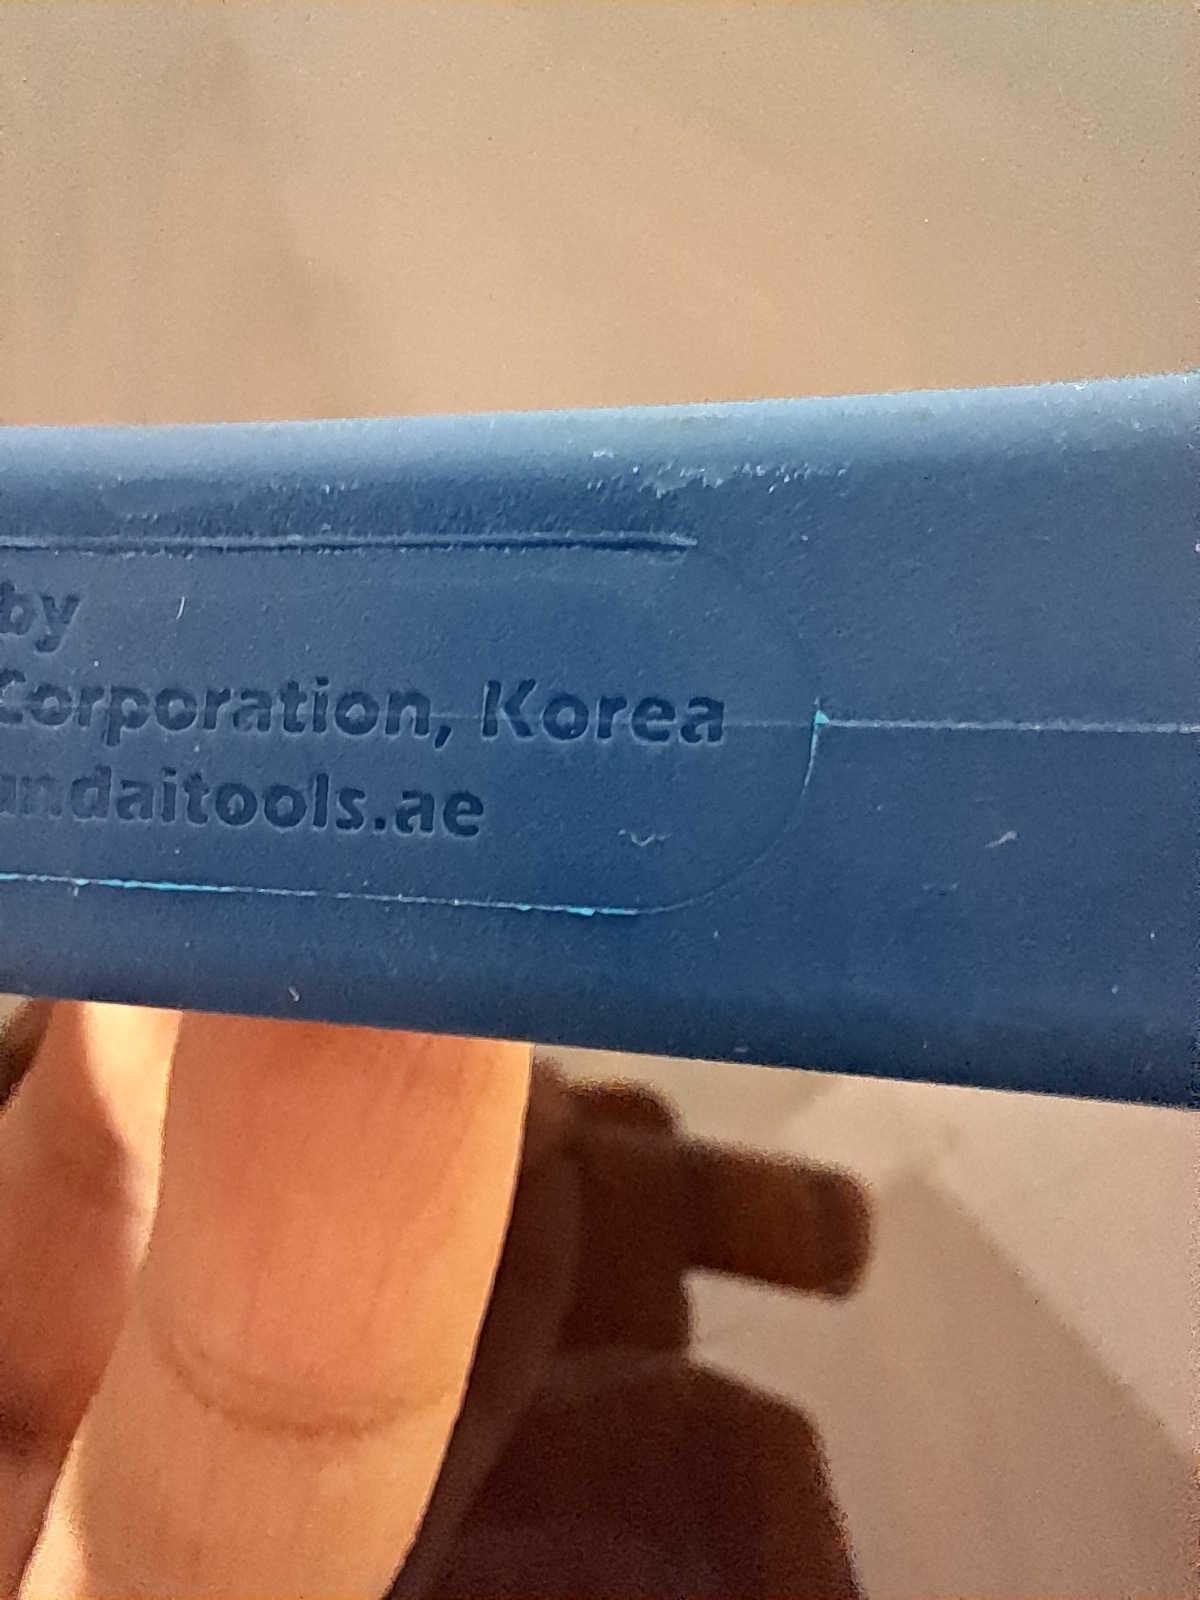 by
Corporation, Korea
undaitools.ae